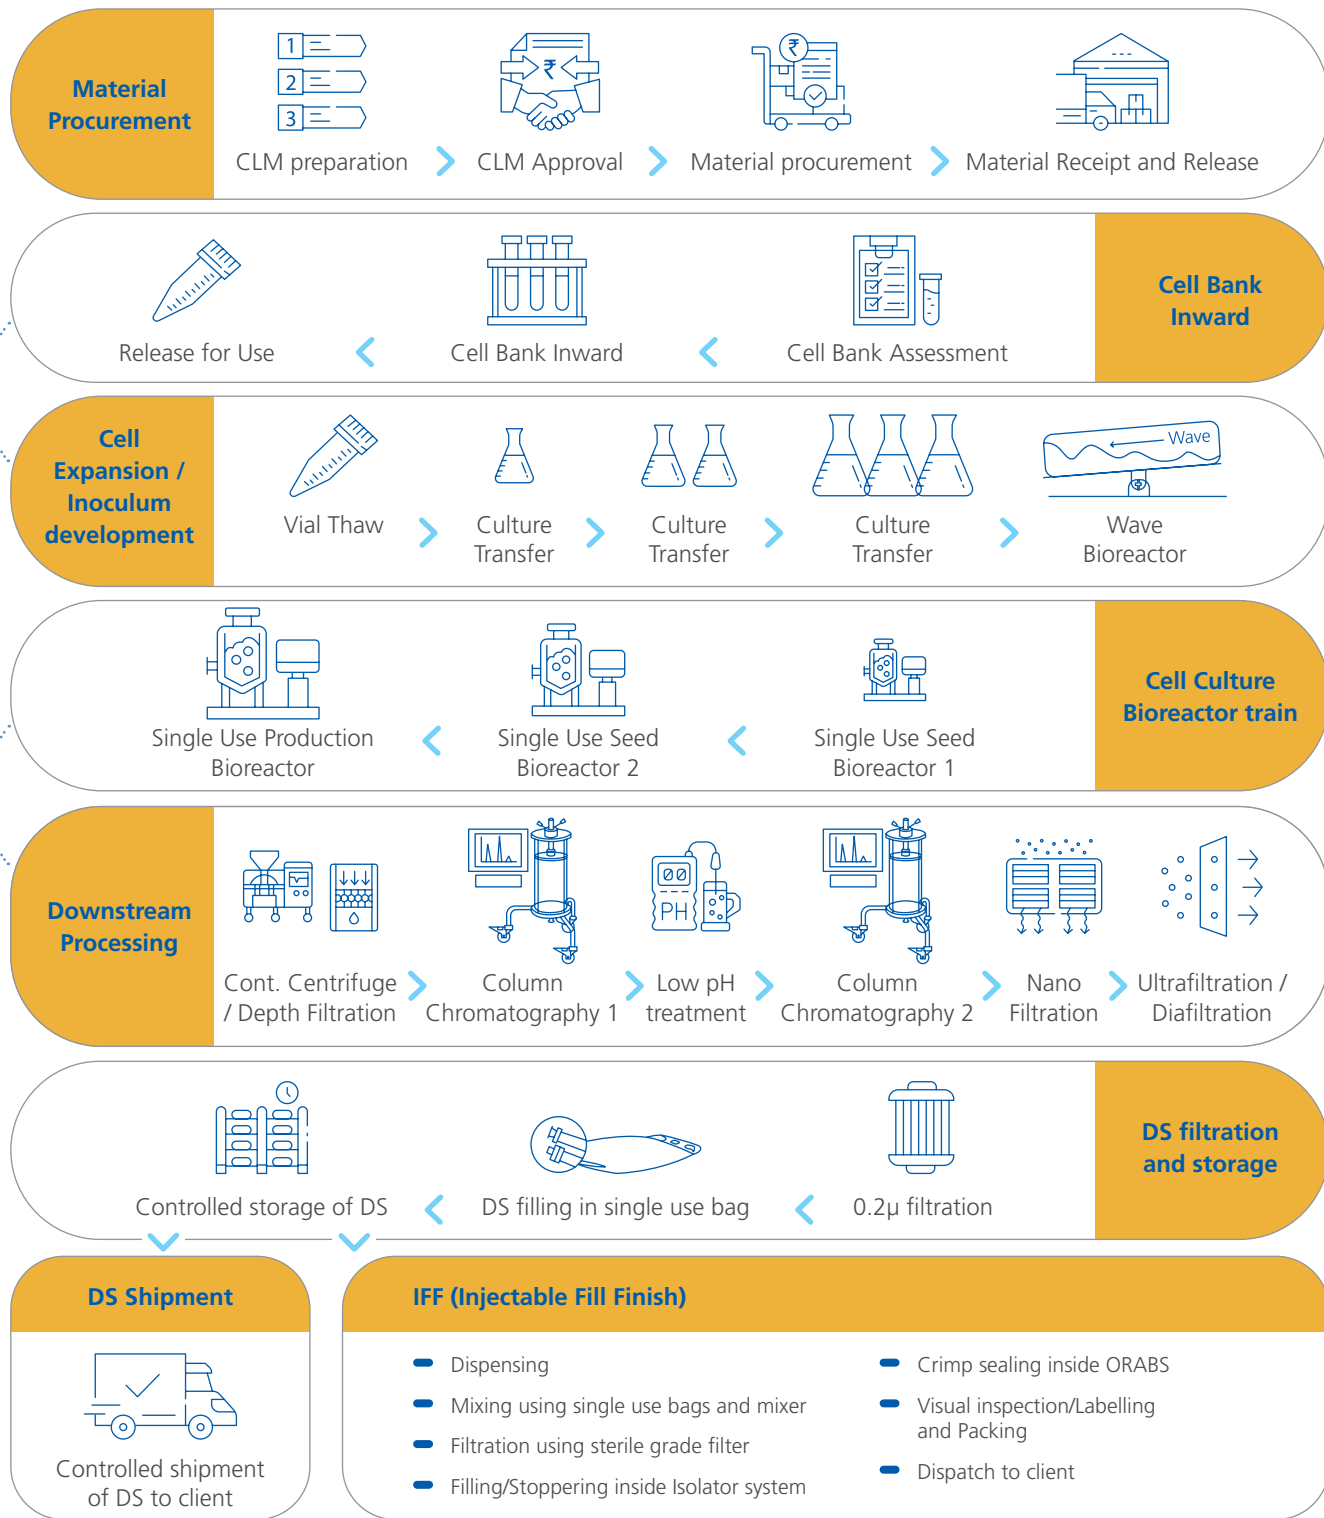 Material
Procurement
1
2
3
₹
₹
CLM preparation
CLM Approval
Material procurement
Material Receipt and Release
Cell Bank
Inward
Release for Use
Cell Bank Inward
Cell Bank Assessment
Cell
Expansion /
Inoculum
development
Wave
Vial Thaw
Culture
Transfer
Culture
Transfer
Culture
Transfer
Wave
Bioreactor
Cell Culture
Bioreactor train
Single Use Production
Bioreactor
Single Use Seed
Bioreactor 2
Single Use Seed
Bioreactor 1
Downstream
Processing
00
PH
Cont. Centrifuge
/ Depth Filtration
Column
Chromatography 1
Low pH
treatment
Column
Chromatography 2
Nano
Filtration
Ultrafiltration /
Diafiltration
DS filtration
and storage
Controlled storage of DS
DS filling in single use bag
0.2µ filtration
DS Shipment
Controlled shipment
of DS to client
IFF (Injectable Fill Finish)
Dispensing
Mixing using single use bags and mixer
Filtration using sterile grade filter
Filling/Stoppering inside Isolator system
Crimp sealing inside ORABS
Visual inspection/Labelling
and Packing
Dispatch to client